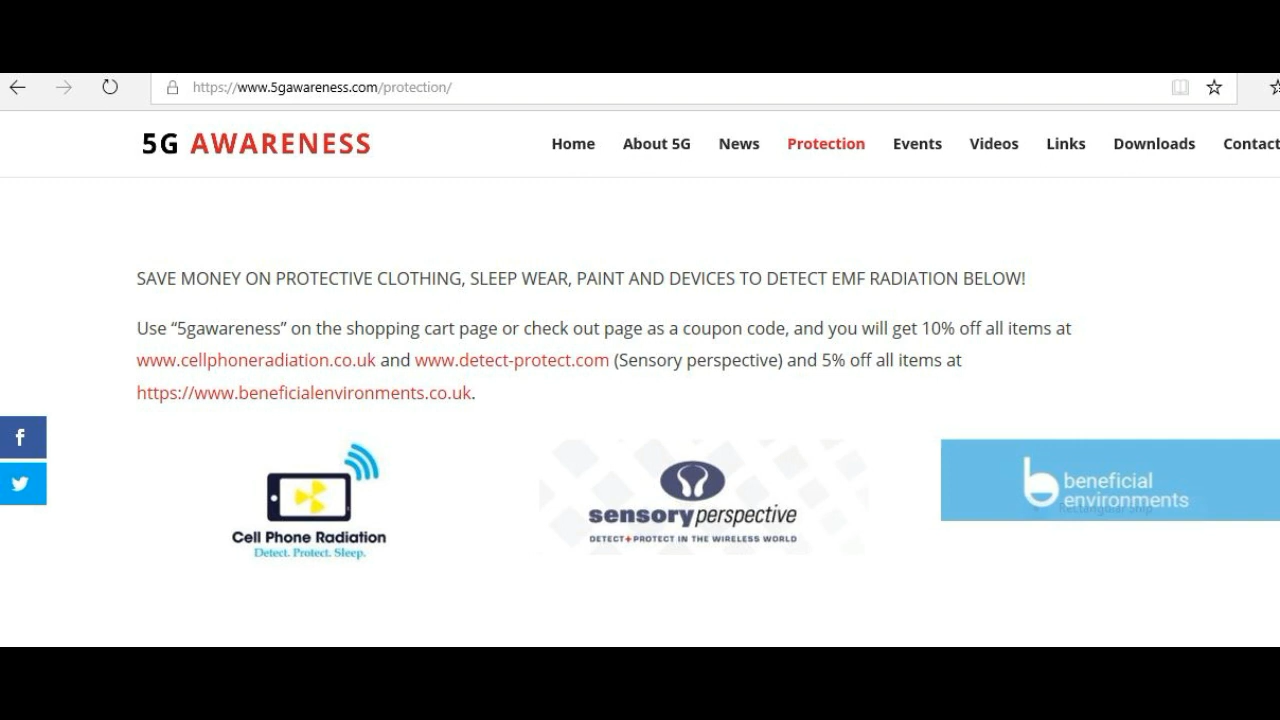 https://www.5gawareness.com/protection/
5G AWARENESS
Home About 5G News Protection Events Videos Links Downloads Contact
SAVE MONEY ON PROTECTIVE CLOTHING, SLEEP WEAR, PAINT AND DEVICES TO DETECT EMF RADIATION BELOW!
Use “5gawareness” on the shopping cart page or check out page as a coupon code, and you will get 10% off all items at
www.cellphoneradiation.co.uk and www.detect-protect.com (Sensory perspective) and 5% off all items at
https://www.beneficialenvironments.co.uk.
f
Cell Phone Radiation
Detect. Protect. Sleep.
sensoryperspective
DETECT+PROTECT IN THE WIRELESS WORLD
b beneficial
environments